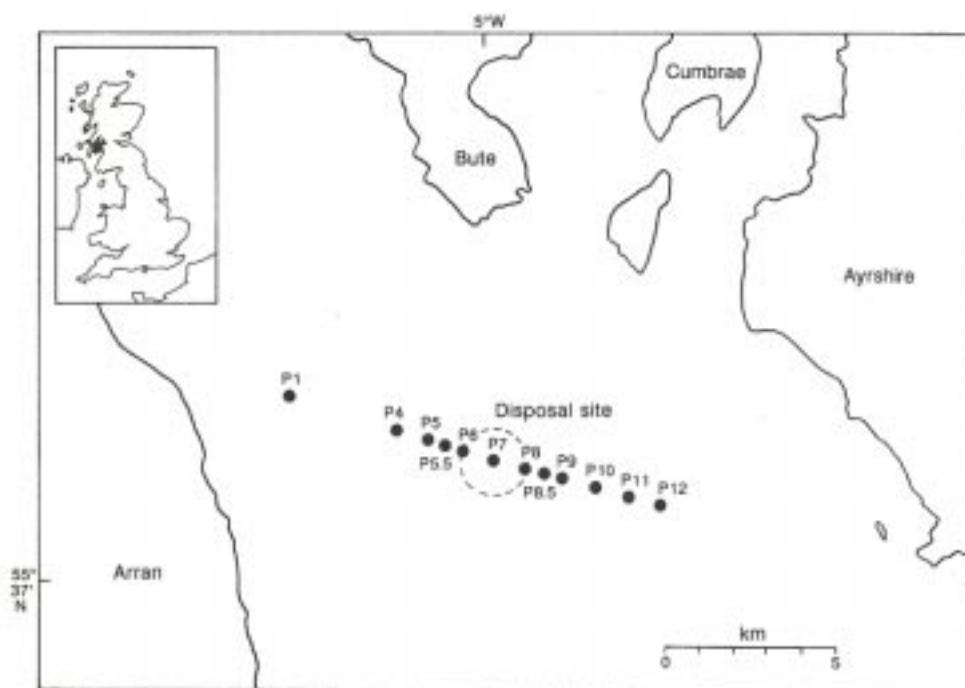 5°W
Cumbrae
Bute
Ayrshire
P1
Disposal site
P4
P5
P6
P7
P8
P9
P5.5
P8.5
P10
P11
P12
55°
37'
N
Arran
km
0
5